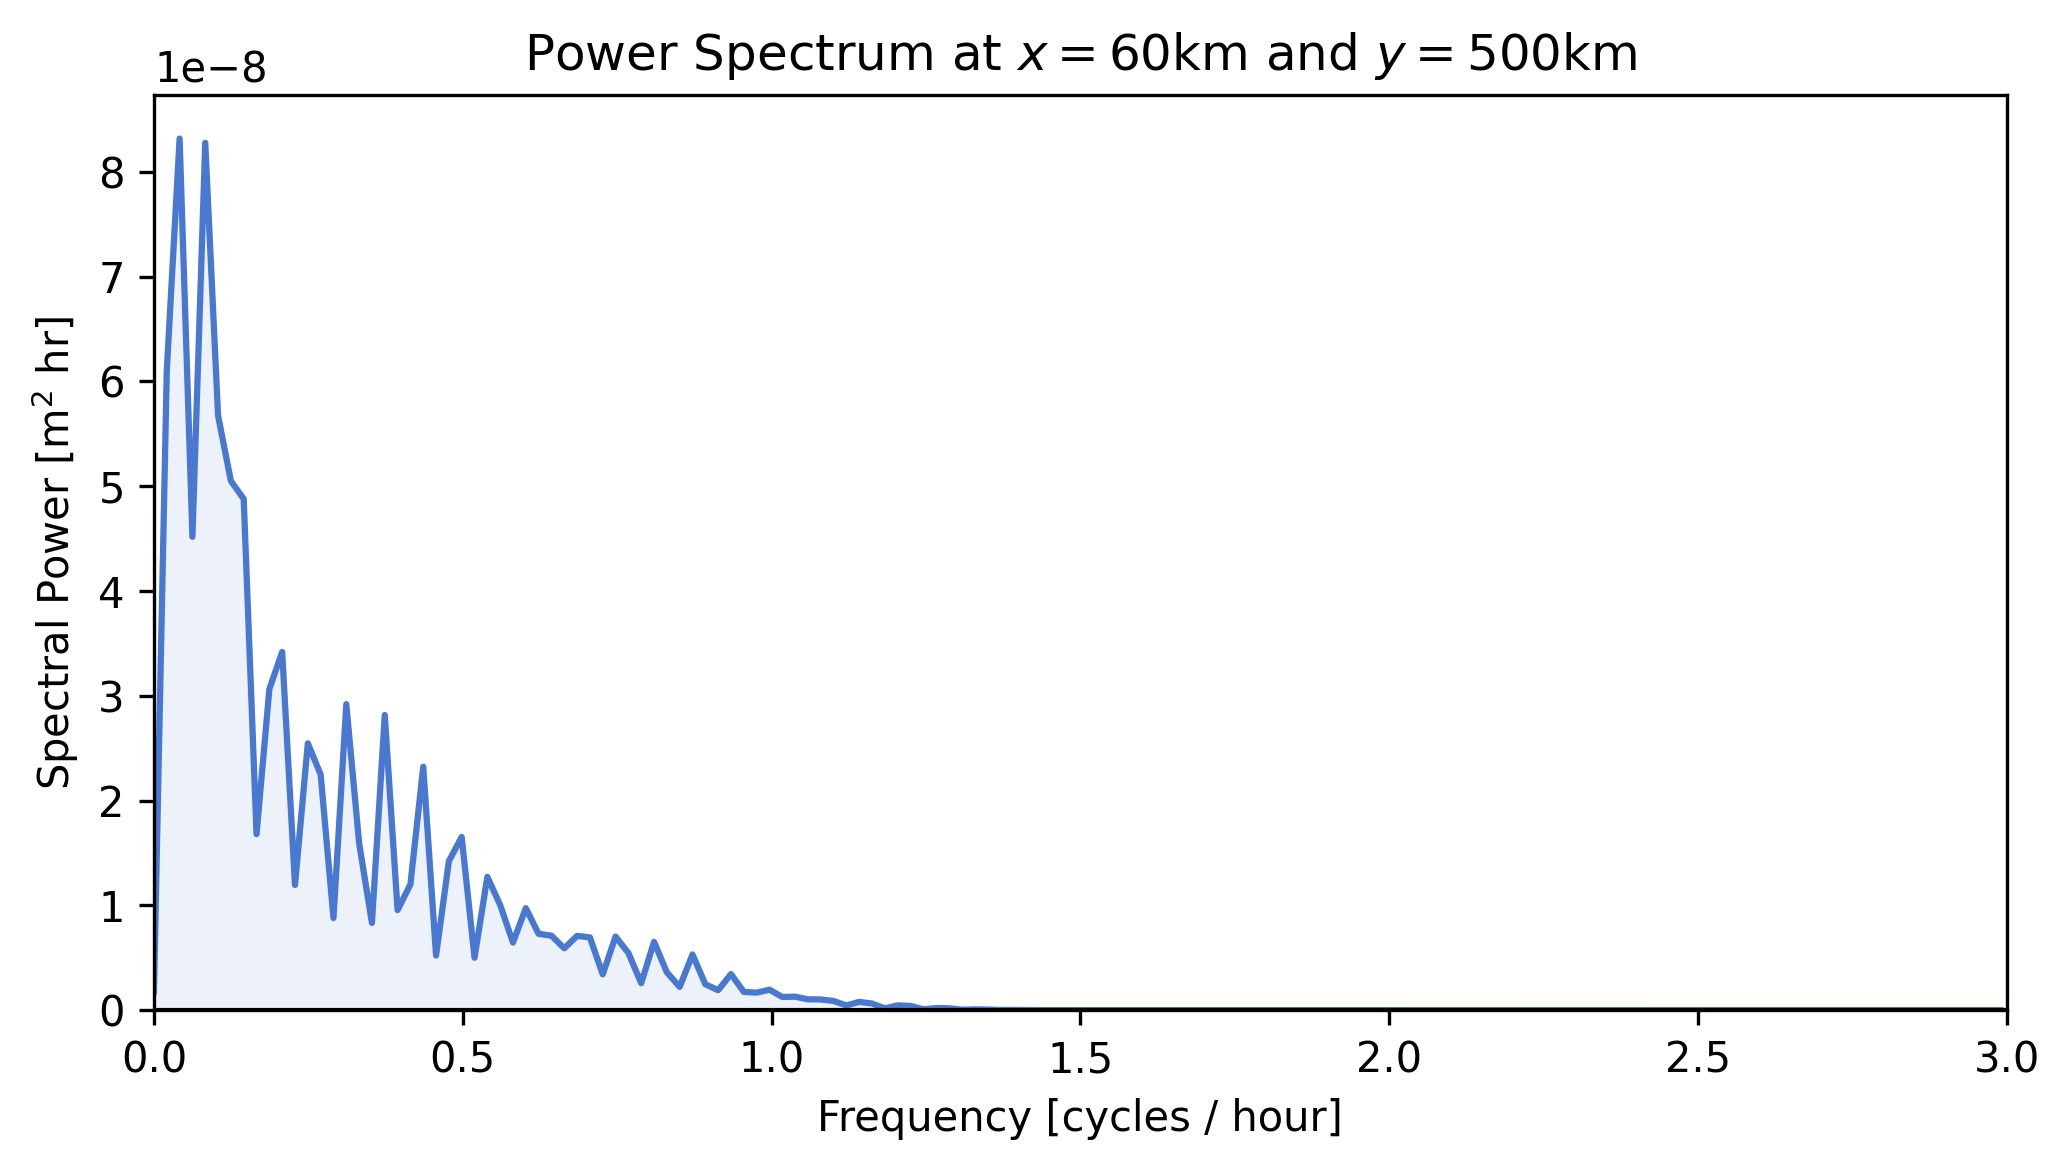 Power Spectrum at x = 60km and y = 500km
1e−8
8
7
6
5
4
3
2
1
0
Spectral Power [m² hr]
0.0 0.5 1.0 1.5 2.0 2.5 3.0
Frequency [cycles / hour]